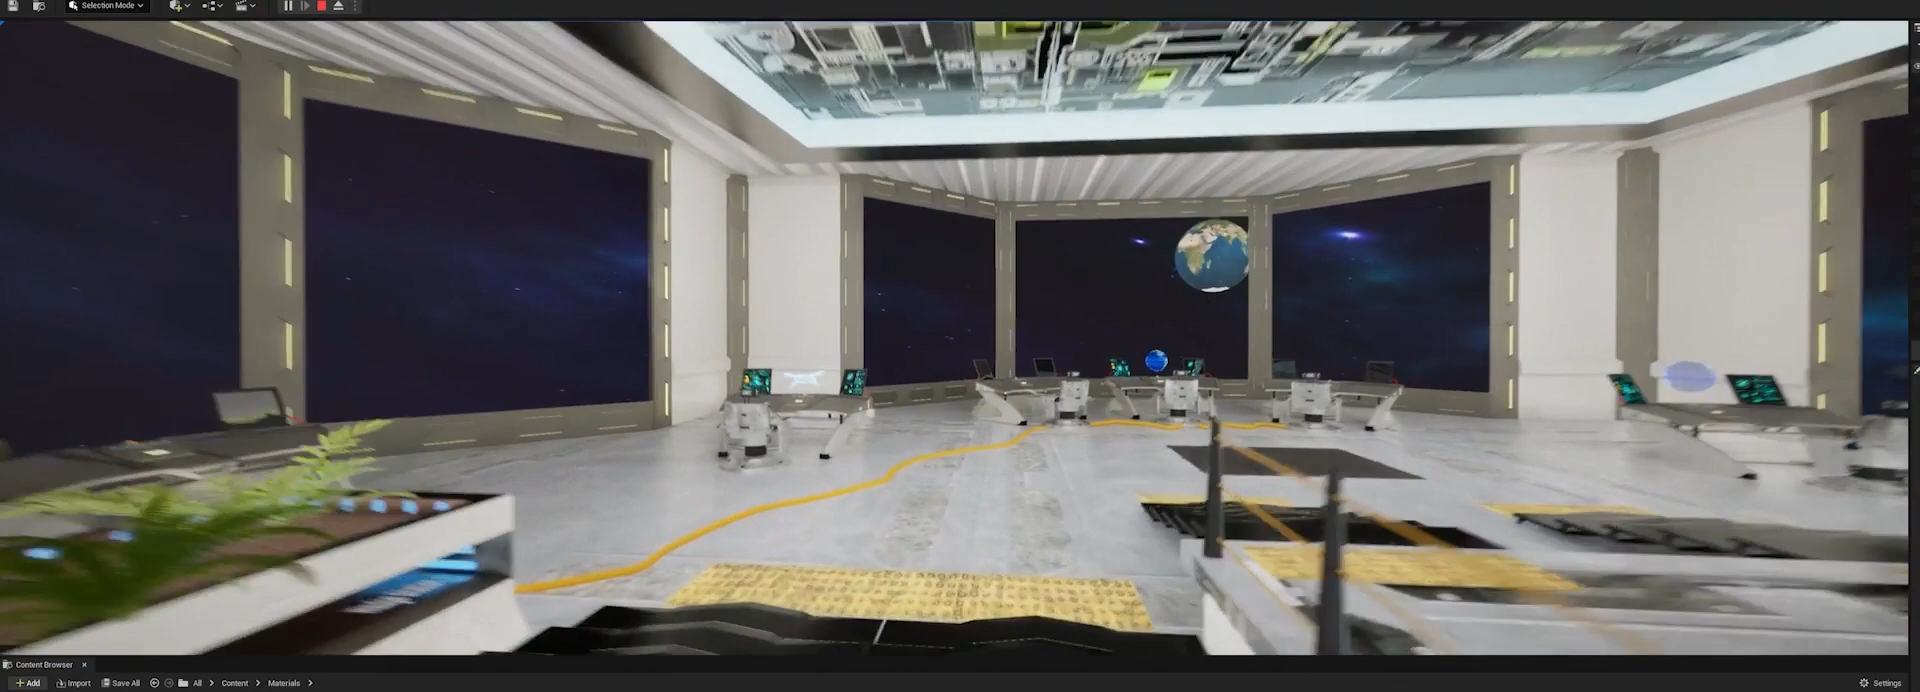 Selection Mode
Content Browser
Add Import Save All All Content Materials Settings